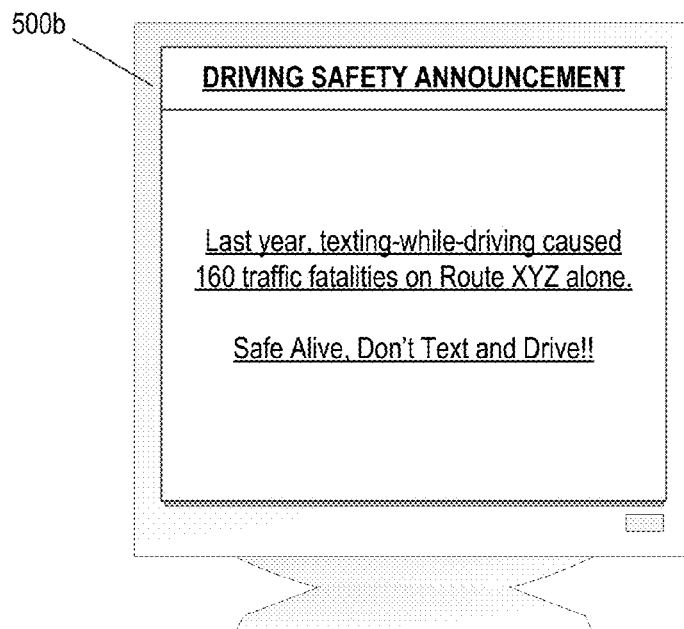 500b
DRIVING SAFETY ANNOUNCEMENT
Last year, texting-while-driving caused
160 traffic fatalities on Route XYZ alone.
Safe Alive, Don't Text and Drive!!